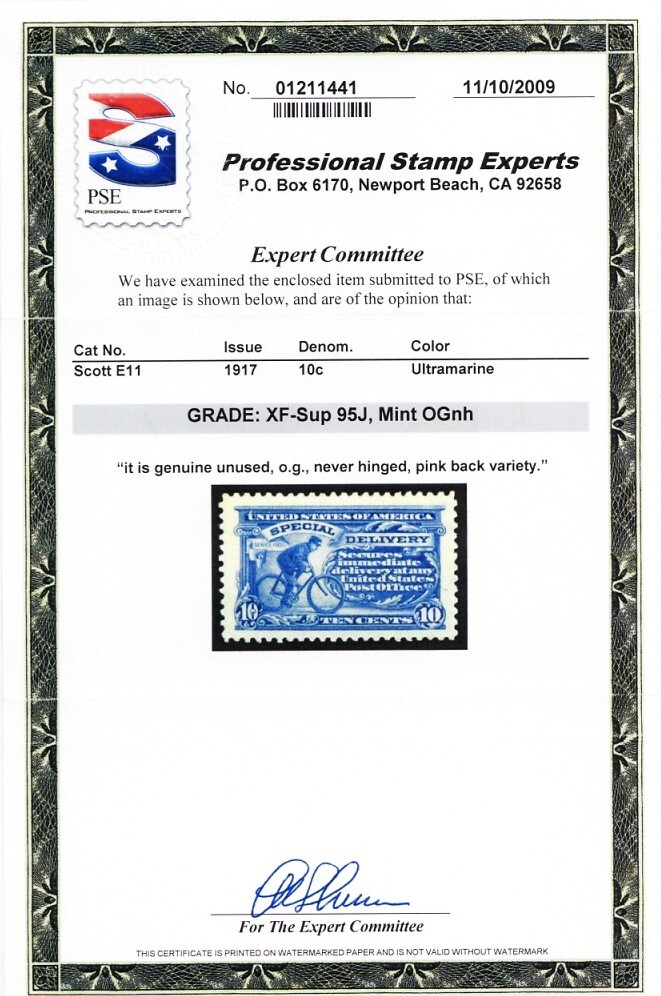 No. 01211441 11/10/2009
PSE
PROFESSIONAL STAMP EXPERTS
Professional Stamp Experts
P.O. Box 6170, Newport Beach, CA 92658
Expert Committee
We have examined the enclosed item submitted to PSE, of which
an image is shown below, and are of the opinion that:
Cat No. Issue Denom. Color
Scott E11 1917 10c Ultramarine
GRADE: XF-Sup 95J, Mint OGnh
“it is genuine unused, o.g., never hinged, pink back variety.”
UNITED STATES OF AMERICA
SPECIAL DELIVERY
Secures
immediate
delivery at any
United States
Post Office
10 TEN CENTS 10
For The Expert Committee
THIS CERTIFICATE IS PRINTED ON WATERMARKED PAPER AND IS NOT VALID WITHOUT WATERMARK